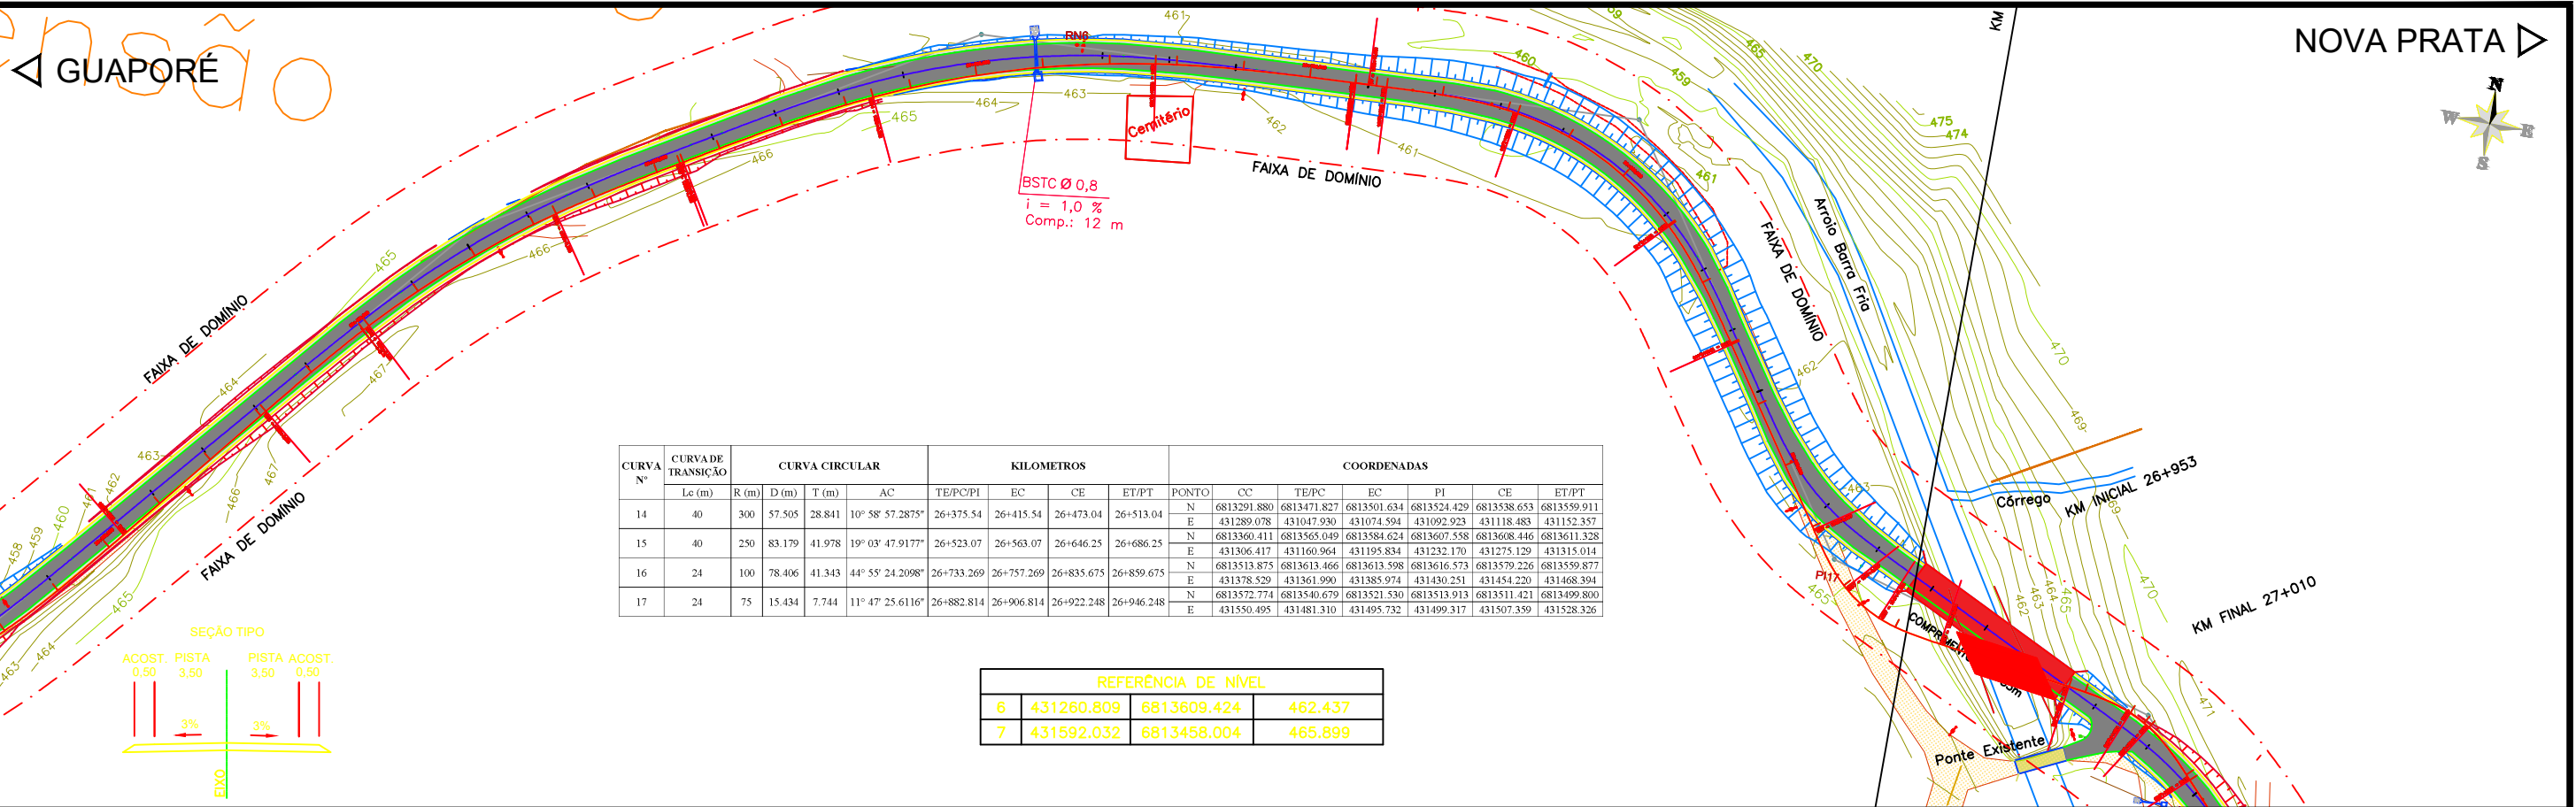 ensão
GUAPORÉ
NOVA PRATA
N
W
E
S
KM
RN6
Cemitério
BSTC Ø 0,8
i = 1,0 %
Comp.: 12 m
FAIXA DE DOMÍNIO
FAIXA DE DOMÍNIO
FAIXA DE DOMÍNIO
FAIXA DE DOMÍNIO
Arroio Barra Fria
461
463
464
465
466
466
465
464
463
462
461
460
459
458
467
467
466
465
464
463
462
461
460
459
465
470
475
474
461
462
463
470
469
469
465
462
463
464
465
470
471
Córrego
KM INICIAL 26+953
KM FINAL 27+010
PI17
Ponte Existente
CURVA Nº CURVA DE TRANSIÇÃO CURVA CIRCULAR KILOMETROS COORDENADAS
Lc (m) R (m) D (m) T (m) AC TE/PC/PI EC CE ET/PT PONTO CC TE/PC EC PI CE ET/PT
14 40 300 57.505 28.841 10° 58' 57.2875" 26+375.54 26+415.54 26+473.04 26+513.04 N 6813291.880 6813471.827 6813501.634 6813524.429 6813538.653 6813559.911
E 431289.078 431047.930 431074.594 431092.923 431118.483 431152.357
15 40 250 83.179 41.978 19° 03' 47.9177" 26+523.07 26+563.07 26+646.25 26+686.25 N 6813360.411 6813565.049 6813584.624 6813607.558 6813608.446 6813611.328
E 431306.417 431160.964 431195.834 431232.170 431275.129 431315.014
16 24 100 78.406 41.343 44° 55' 24.2098" 26+733.269 26+757.269 26+835.675 26+859.675 N 6813513.875 6813613.466 6813613.598 6813616.573 6813579.226 6813559.877
E 431378.529 431361.990 431385.974 431430.251 431454.220 431468.394
17 24 75 15.434 7.744 11° 47' 25.6116" 26+882.814 26+906.814 26+922.248 26+946.248 N 6813572.774 6813540.679 6813521.530 6813513.913 6813511.421 6813499.800
E 431550.495 431481.310 431495.732 431499.317 431507.359 431528.326
SEÇÃO TIPO
ACOST. PISTA PISTA ACOST.
0,50 3,50 3,50 0,50
3% 3%
EIXO
REFERÊNCIA DE NÍVEL
6 431260.809 6813609.424 462.437
7 431592.032 6813458.004 465.899